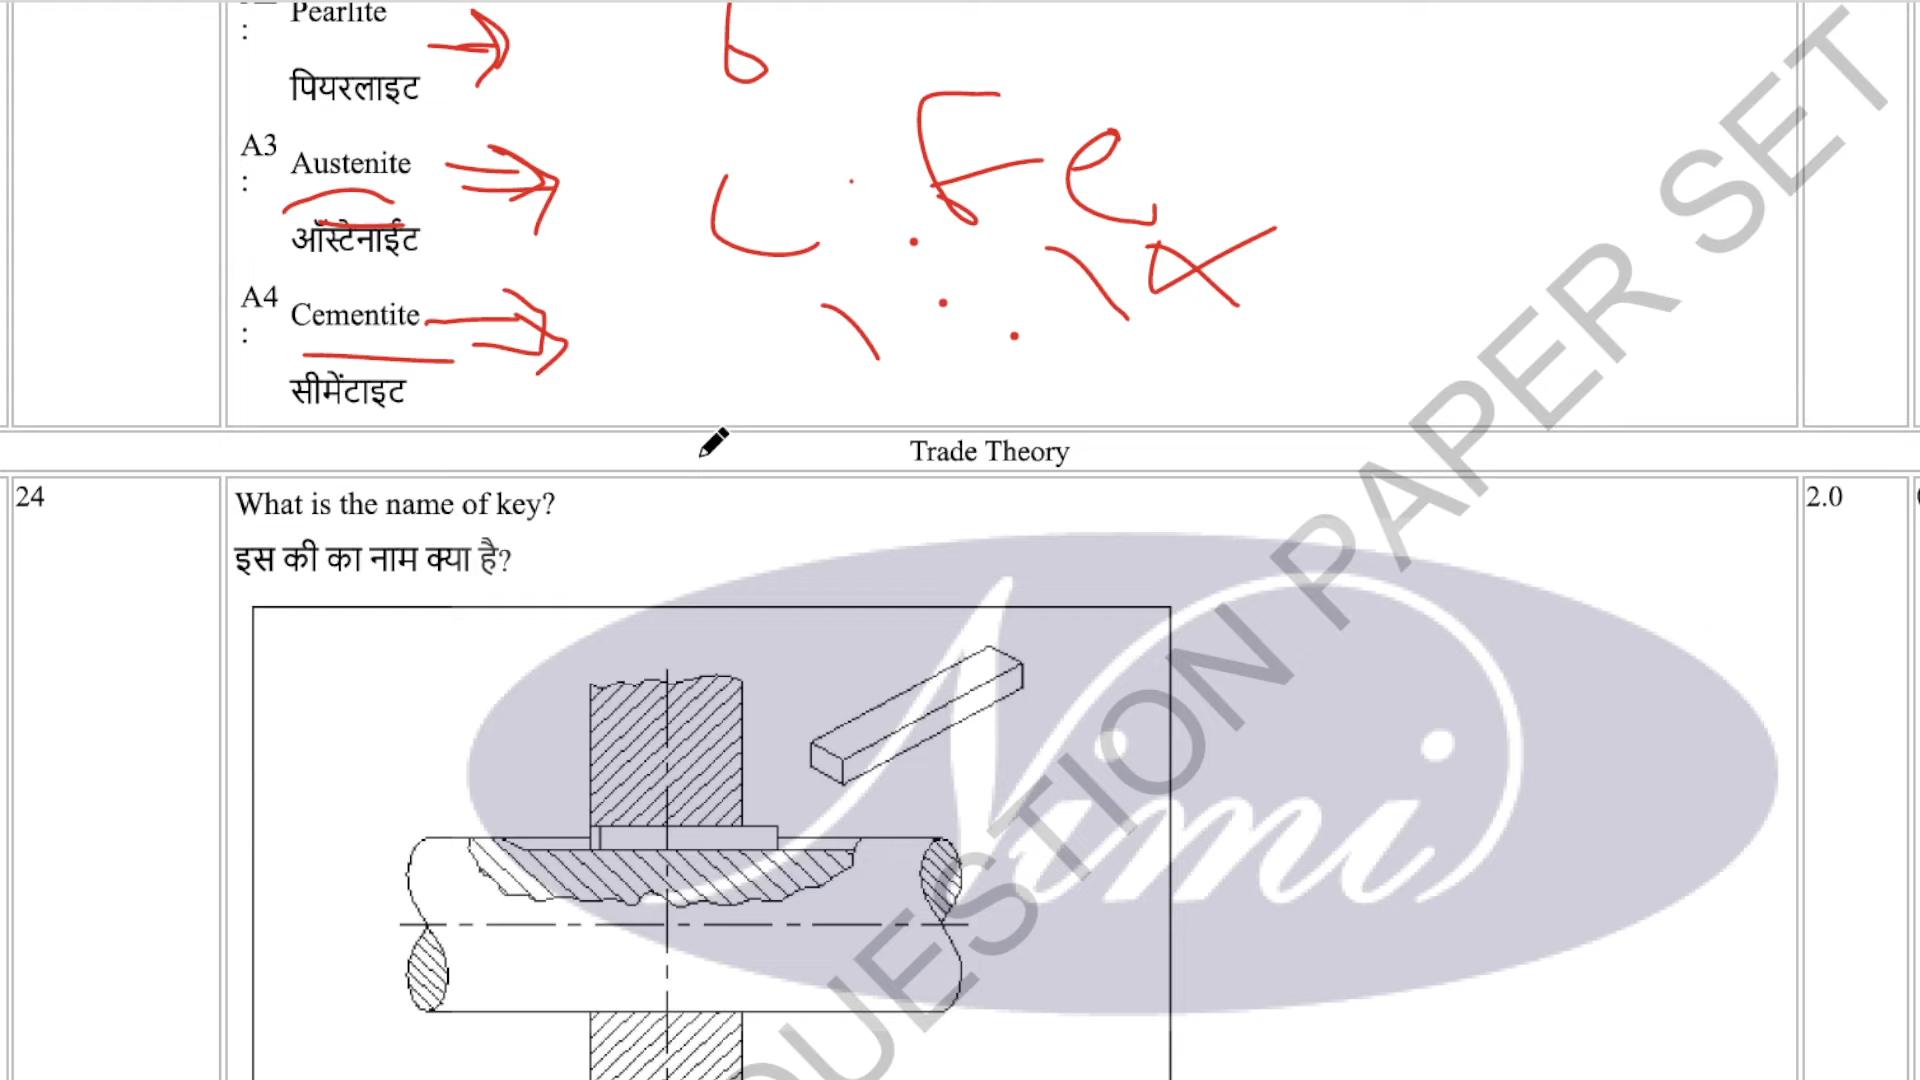 Pearlite
:
पियरलाइट
b
A3
Austenite
:
ऑस्टेनाईट
C Fe
A4
Cementite
:
सीमेंटाइट
Trade Theory
24
What is the name of key?
2.0
इस की का नाम क्या है?
Nimi
QUESTION PAPER SET